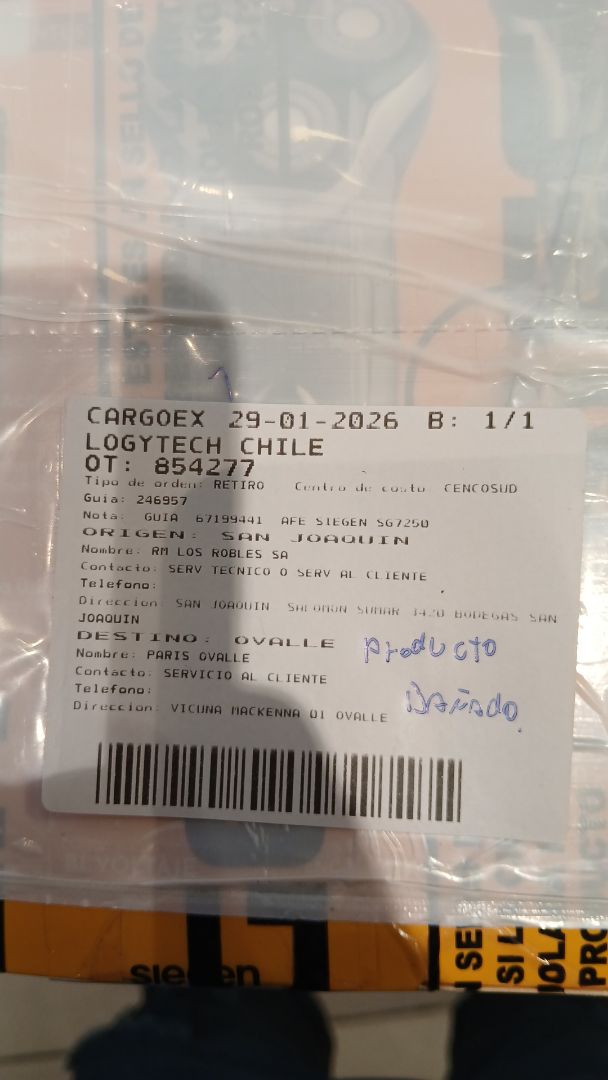 CARGOEX 29-01-2026 B: 1/1
LOGYTECH CHILE
OT: 854277
Tipo de orden: RETIRO Centro de costo CENCOSUD
Guia: 246957
Nota: GUIA 67199441 AFE SIEGEN SG7250
ORIGEN: SAN JOAQUIN
Nombre: RM LOS ROBLES SA
Contacto: SERV TECNICO O SERV AL CLIENTE
Telefono:
Direccion: SAN JOAQUIN SALOMON SUMAR 3420 BODEGAS SAN
JOAQUIN
DESTINO: OVALLE
Nombre: PARIS OVALLE
Contacto: SERVICIO AL CLIENTE
Telefono:
Direccion: VICUNA MACKENNA 01 OVALLE
Producto
Dañado.
siegen